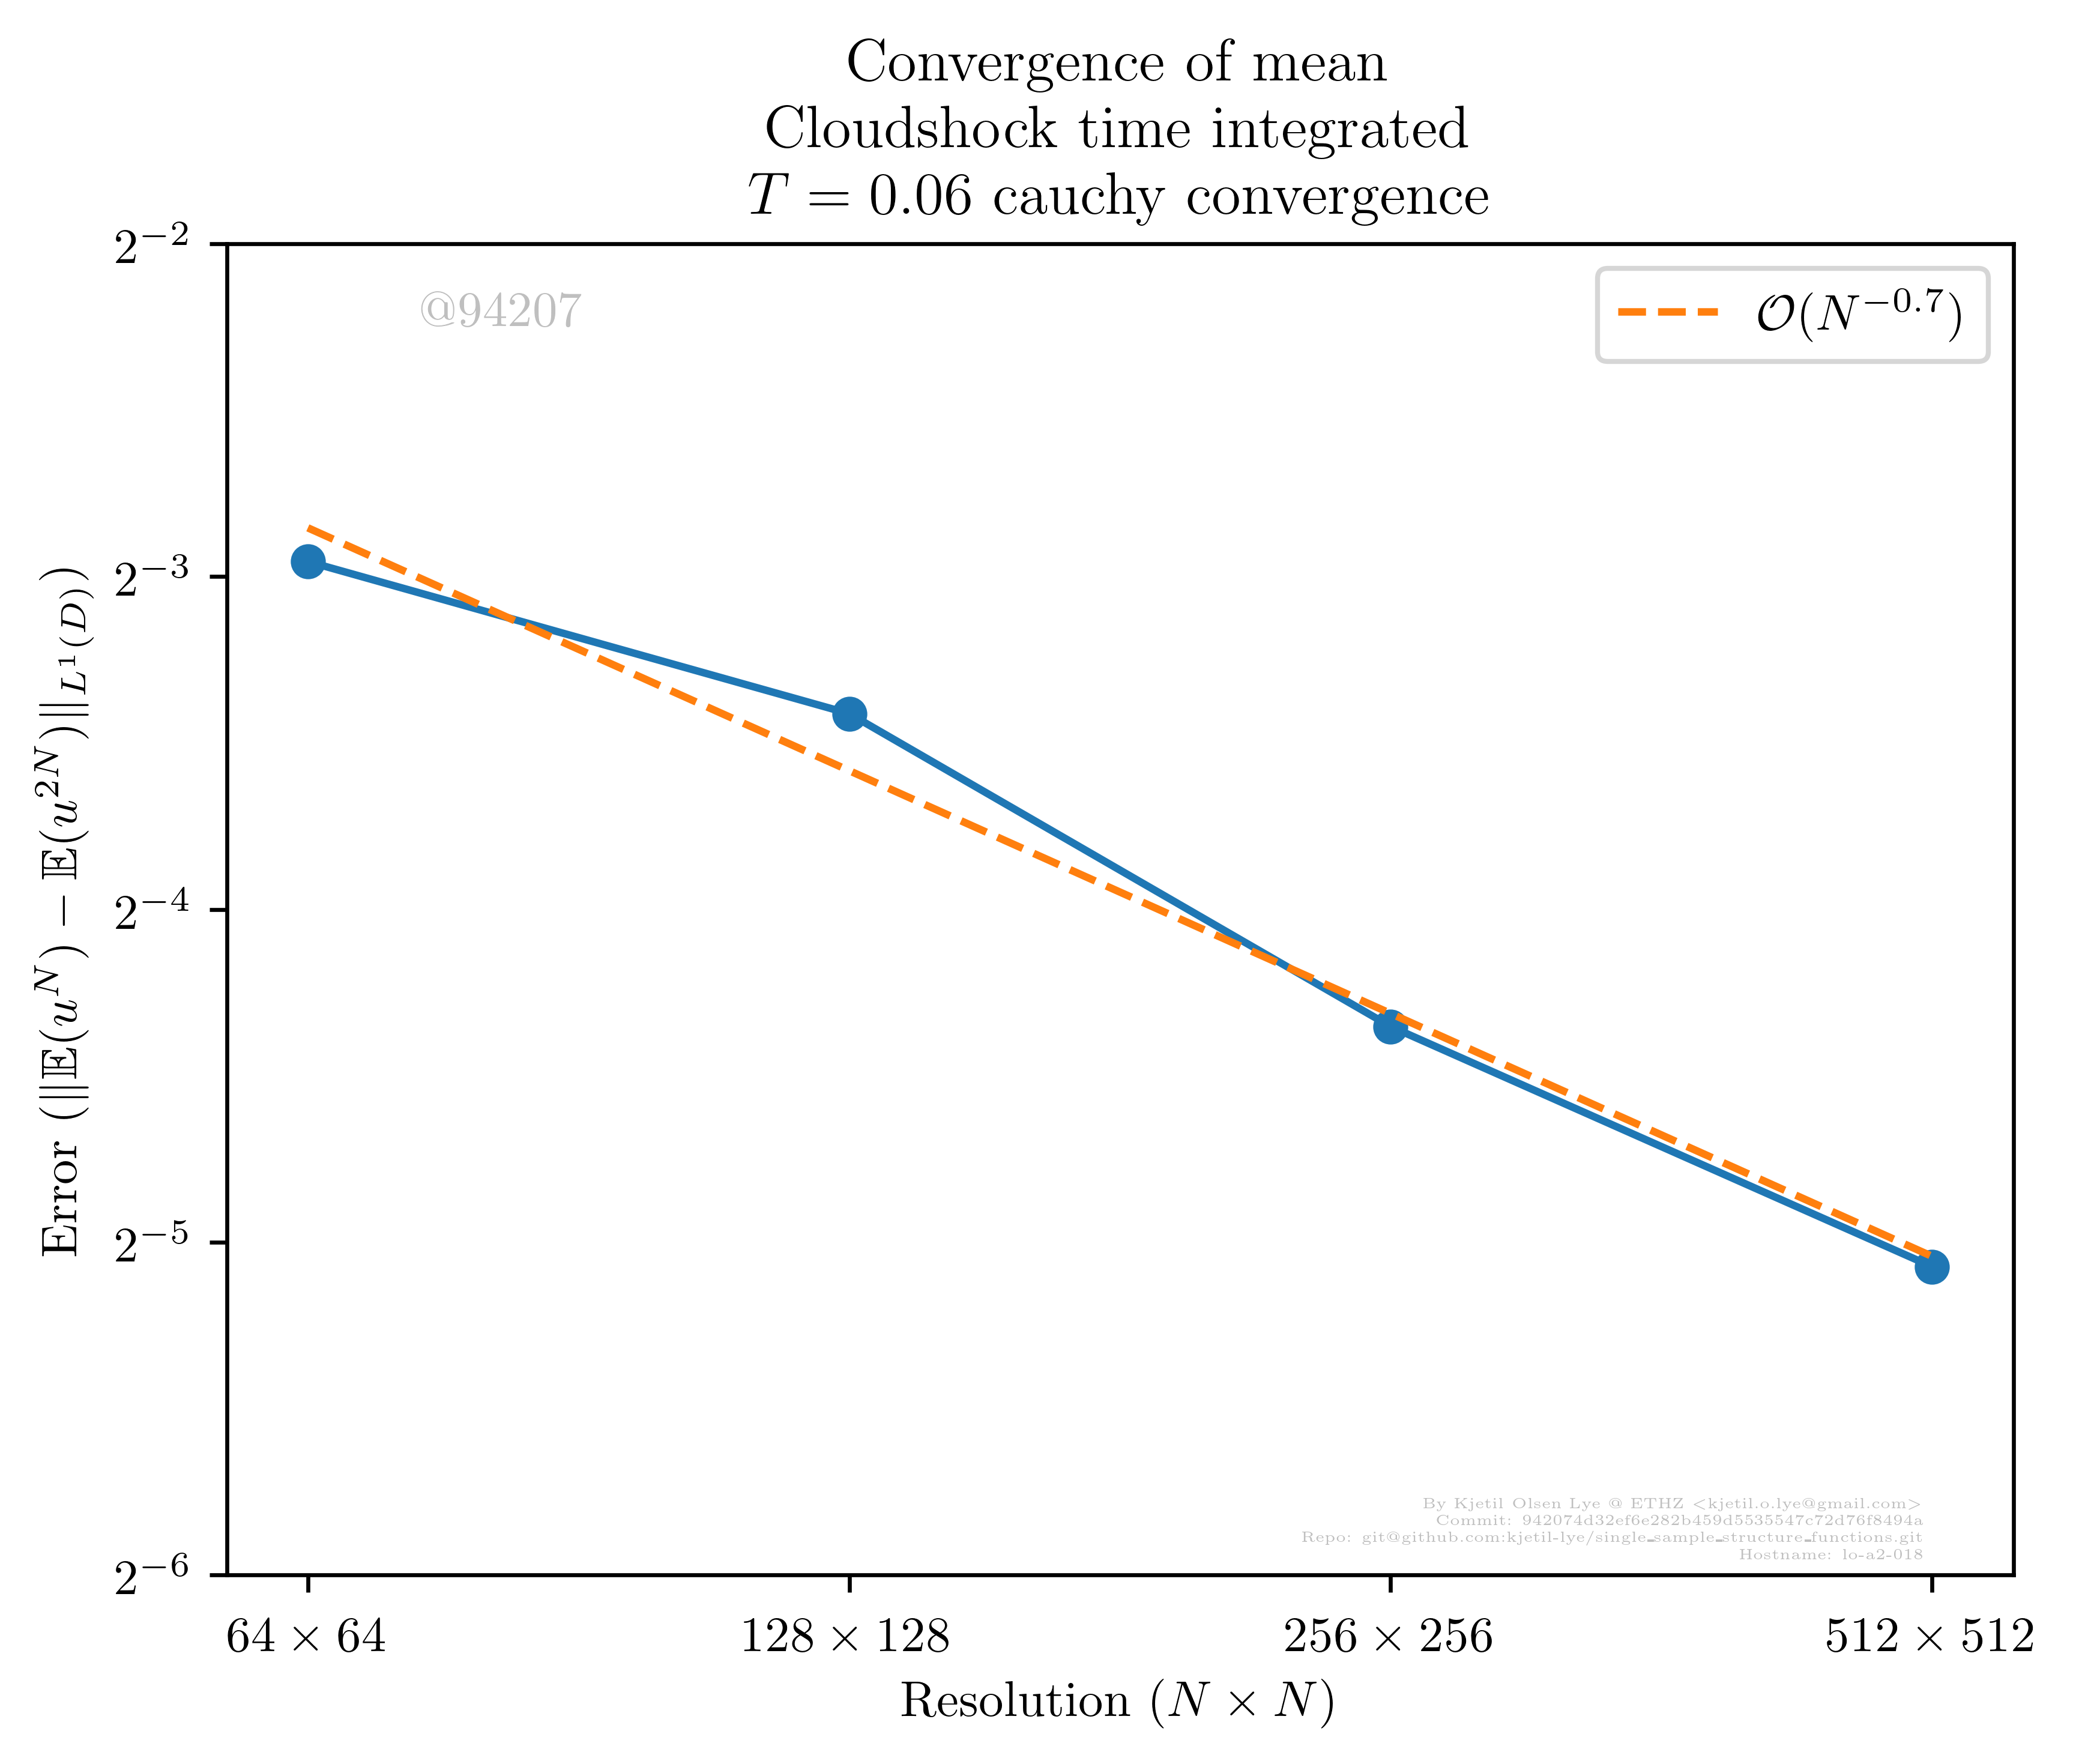 Convergence of mean
Cloudshock time integrated
T = 0.06 cauchy convergence
@94207
𝒪(N^{-0.7})
Error (||𝔼(u^N) − 𝔼(u^{2N})||_{L^1(D)})
2^{-2}
2^{-3}
2^{-4}
2^{-5}
2^{-6}
By Kjetil Olsen Lye @ ETHZ <kjetil.o.lye@gmail.com>
Commit: 942074d32ef6e282b459d5535547c72d76f8494a
Repo: git@github.com:kjetil-lye/single_sample_structure_functions.git
Hostname: lo-a2-018
64 × 64
128 × 128
256 × 256
512 × 512
Resolution (N × N)